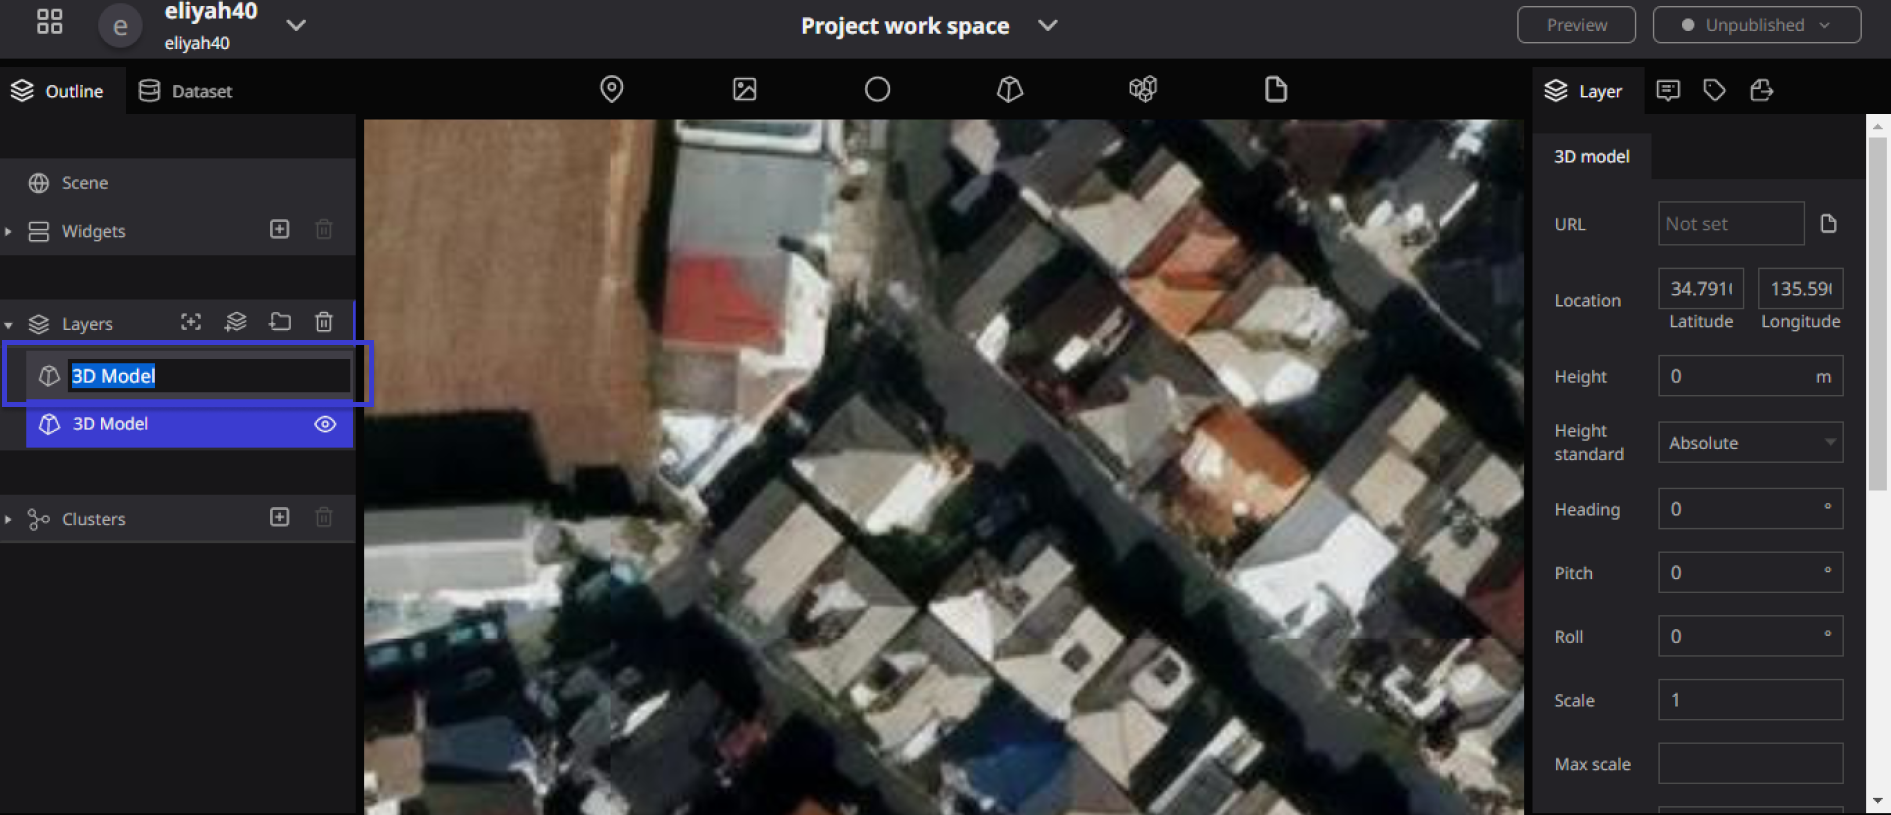 e
eliyah40
eliyah40
Project work space
Preview
Unpublished
Outline
Dataset
Layer
Scene
Widgets
Layers
3D Model
3D Model
Clusters
3D model
URL
Not set
Location
34.791
135.59
Latitude
Longitude
Height
0
m
Height
standard
Absolute
Heading
0
°
Pitch
0
°
Roll
0
°
Scale
1
Max scale